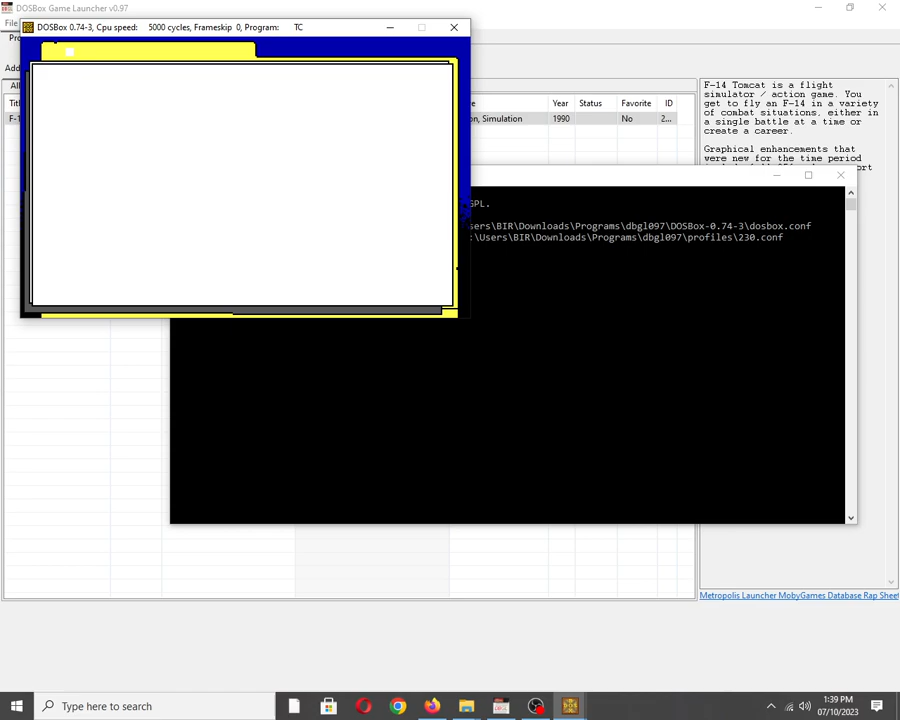 DOSBox Game Launcher v0.97
DOSBox 0.74-3, Cpu speed: 5000 cycles, Frameskip 0, Program: TC
Year Status Favorite ID
on, Simulation 1990 No 2...
F-14 Tomcat is a flight
simulator / action game. You
get to fly an F-14 in a variety
of combat situations, either in
a single battle at a time or
create a career.
Graphical enhancements that
were new for the time period
GPL.
sers\BIR\Downloads\Programs\dbgl097\DOSBox-0.74-3\dosbox.conf
:\Users\BIR\Downloads\Programs\dbgl097\profiles\230.conf
Metropolis Launcher MobyGames Database Rap Sheet
Type here to search
1:39 PM
07/10/2023